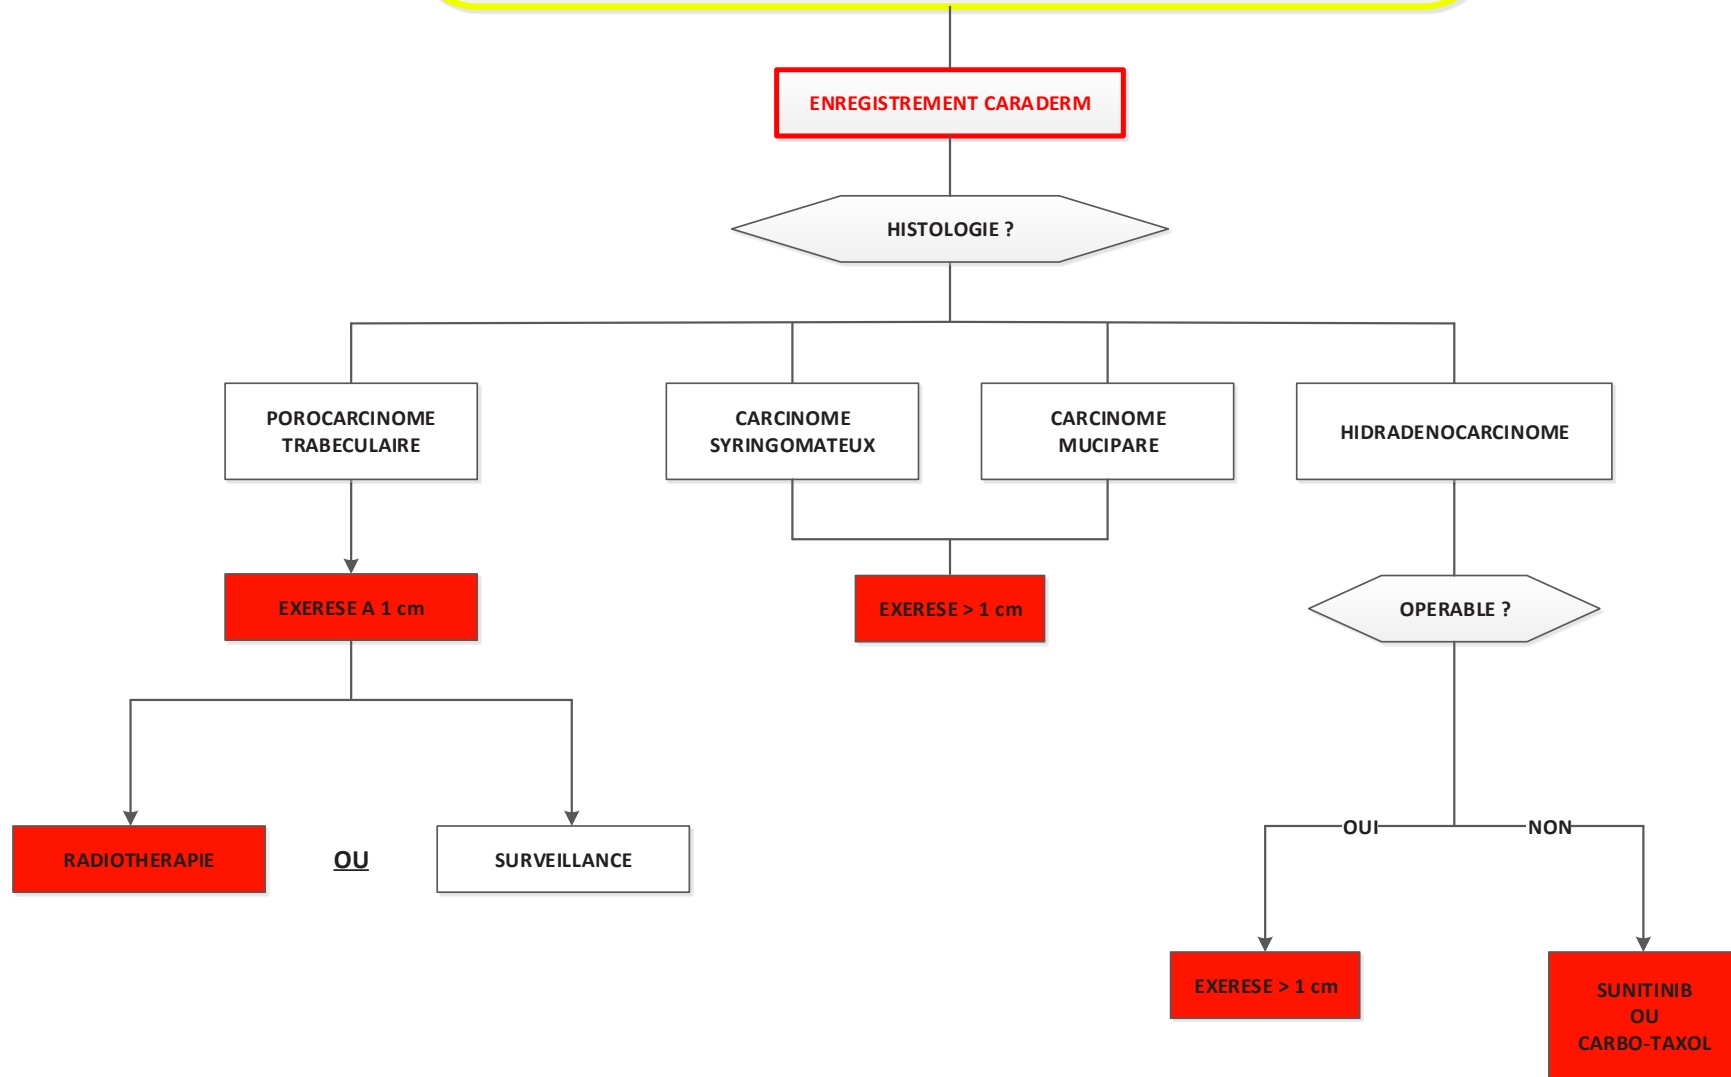 ENREGISTREMENT CARADERM
HISTOLOGIE ?
POROCARCINOME
TRABECULAIRE
CARCINOME
SYRINGOMATEUX
CARCINOME
MUCIPARE
HIDRADENOCARCINOME
EXERESE A 1 cm
EXERESE > 1 cm
OPERABLE ?
OUI
NON
RADIOTHERAPIE
OU
SURVEILLANCE
EXERESE > 1 cm
SUNITINIB
OU
CARBO-TAXOL